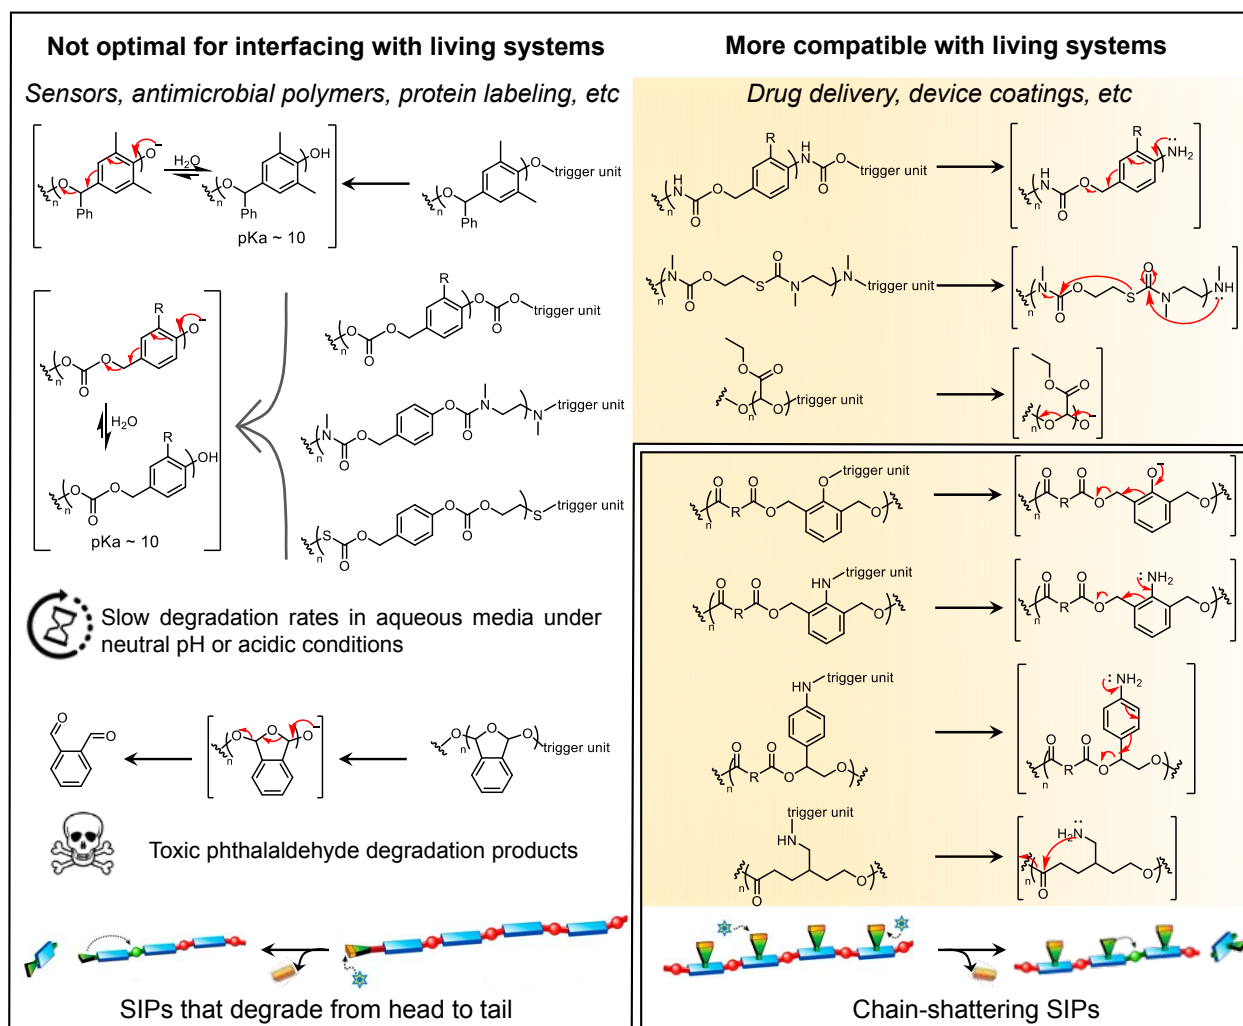 Not optimal for interfacing with living systems
Sensors, antimicrobial polymers, protein labeling, etc
O
n
Ph
O
H₂O
O
n
Ph
OH
pKa ~ 10
O
n
Ph
O
trigger unit
O
n
O
O
R
O
H₂O
O
n
O
O
R
OH
pKa ~ 10
O
n
O
O
R
O
O
O
trigger unit
N
n
O
O
O
O
N
N
trigger unit
S
n
O
O
O
O
O
S
trigger unit
Slow degradation rates in aqueous media under
neutral pH or acidic conditions
O
O
O
n
O
O
O
n
O
O
trigger unit
Toxic phthalaldehyde degradation products
SIPs that degrade from head to tail
More compatible with living systems
Drug delivery, device coatings, etc
H
N
n
O
O
R
H
N
O
O
trigger unit
H
N
n
O
O
R
NH₂
N
n
O
O
S
O
N
N
trigger unit
N
n
O
O
S
O
N
NH
O
O
O
n
O
trigger unit
O
O
O
n
O
n
O
R
O
O
O
trigger unit
O
n
O
R
O
O
O
O
n
O
R
O
O
HN
trigger unit
O
n
O
R
O
O
NH₂
O
n
O
R
O
O
HN
trigger unit
O
n
O
R
O
O
NH₂
O
trigger unit
HN
n
O
O
H₂N
n
O
O
Chain-shattering SIPs